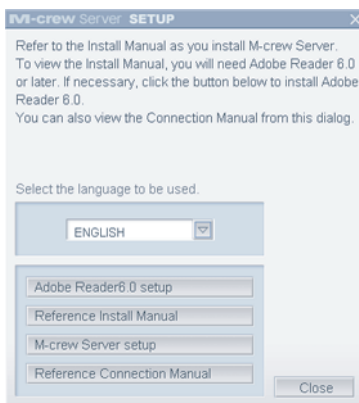 M-crew Server SETUP
Refer to the Install Manual as you install M-crew Server.
To view the Install Manual, you will need Adobe Reader 6.0
or later. If necessary, click the button below to install Adobe
Reader 6.0.
You can also view the Connection Manual from this dialog.
Select the language to be used.
ENGLISH
Adobe Reader6.0 setup
Reference Install Manual
M-crew Server setup
Reference Connection Manual
Close